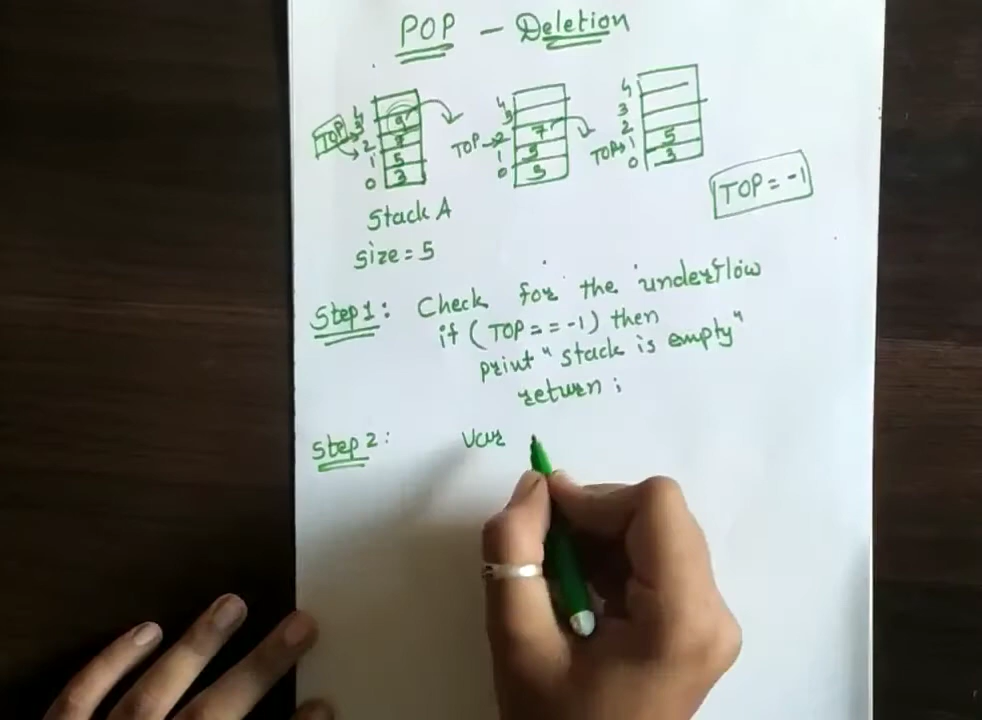 POP - Deletion
4
3
2
1
0
TOP
9
7
5
3
4
3
TOP → 2
1
0
7
5
3
4
3
2
TOP → 1
0
5
3
TOP = -1
Stack A
size = 5
Step 1: Check for the underflow
if (TOP == -1) then
print "stack is empty"
return ;
Step 2: Var